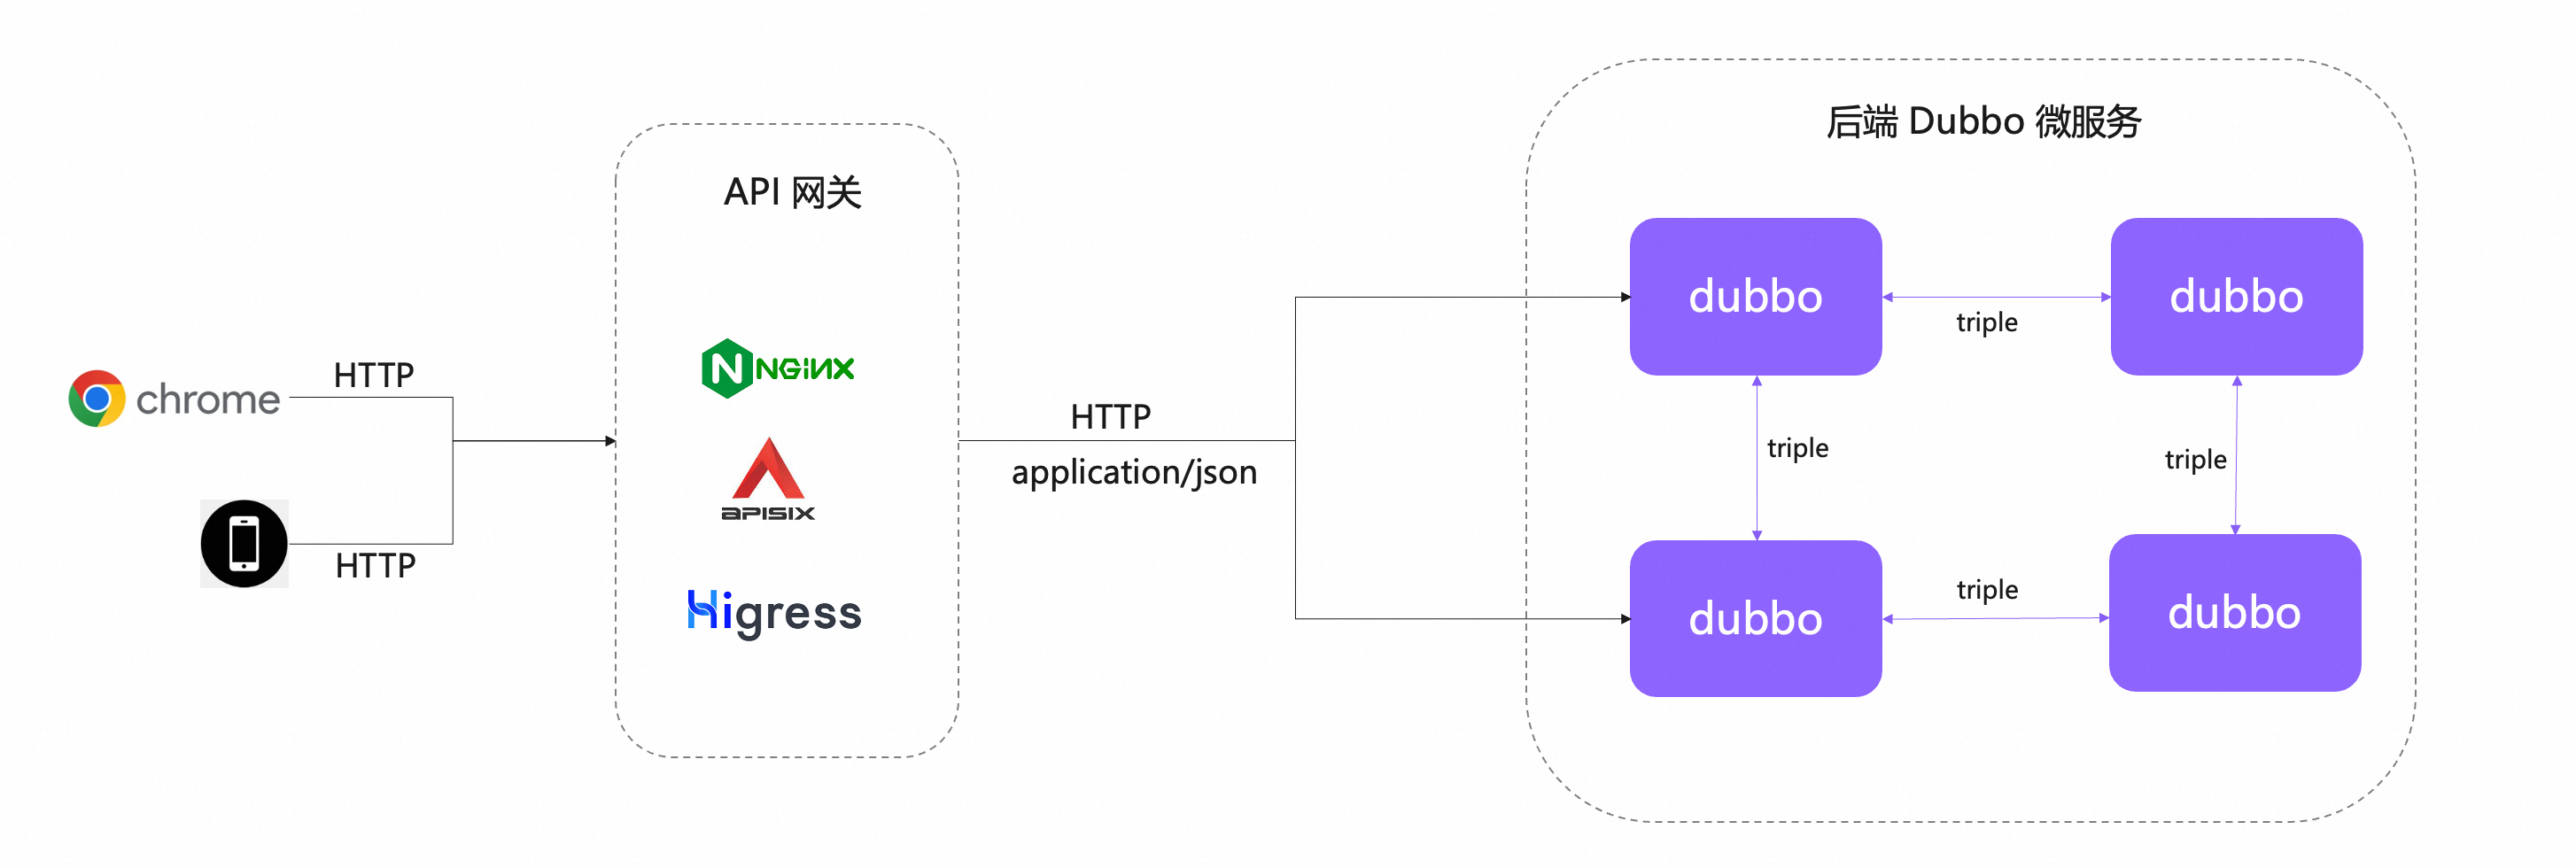 chrome
HTTP
HTTP
API 网关
NGINX
APISIX
Higress
HTTP
application/json
后端 Dubbo 微服务
dubbo
triple
dubbo
triple
triple
dubbo
triple
dubbo